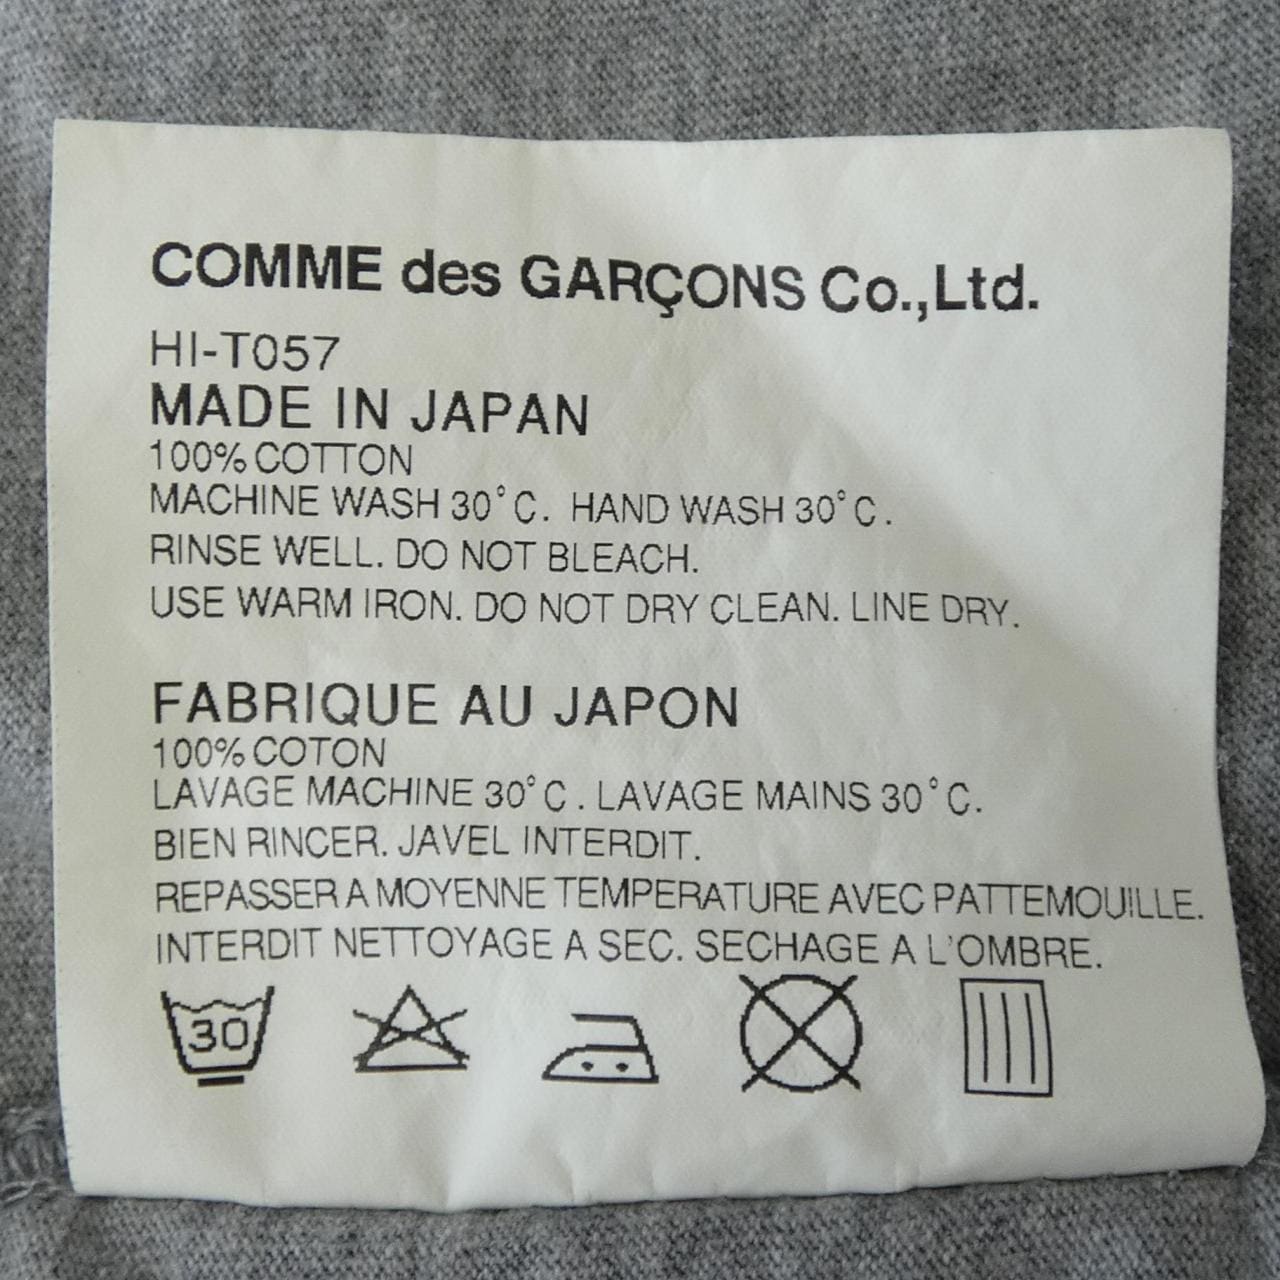 COMME des GARÇONS Co.,Ltd.
HI-T057
MADE IN JAPAN
100% COTTON
MACHINE WASH 30°C. HAND WASH 30°C.
RINSE WELL. DO NOT BLEACH.
USE WARM IRON. DO NOT DRY CLEAN. LINE DRY.
FABRIQUE AU JAPON
100% COTON
LAVAGE MACHINE 30°C. LAVAGE MAINS 30°C.
BIEN RINCER. JAVEL INTERDIT.
REPASSER A MOYENNE TEMPERATURE AVEC PATTEMOUILLE.
INTERDIT NETTOYAGE A SEC. SECHAGE A L'OMBRE.
30